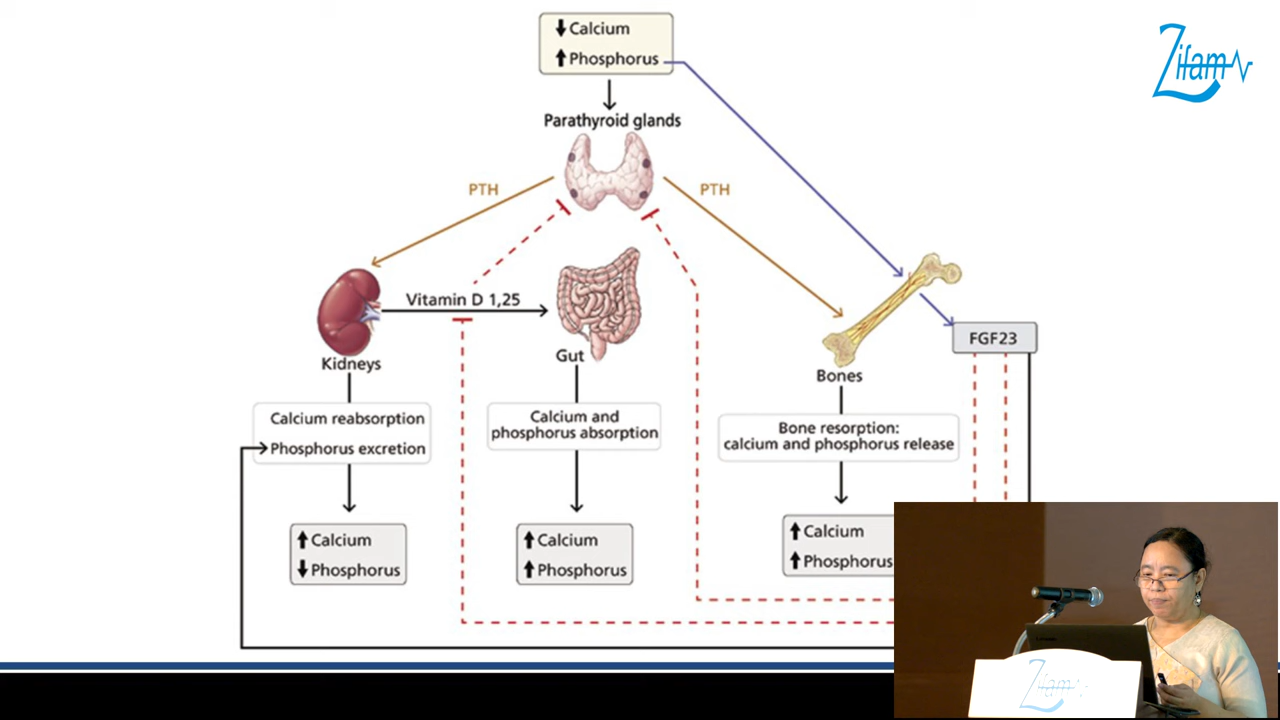 Calcium
Phosphorus
Zifam
Parathyroid glands
PTH
PTH
Vitamin D 1,25
Kidneys
Gut
Bones
FGF23
Calcium reabsorption
Phosphorus excretion
Calcium and
phosphorus absorption
Bone resorption:
calcium and phosphorus release
Calcium
Phosphorus
Calcium
Phosphorus
Calcium
Phosphorus
Zifam